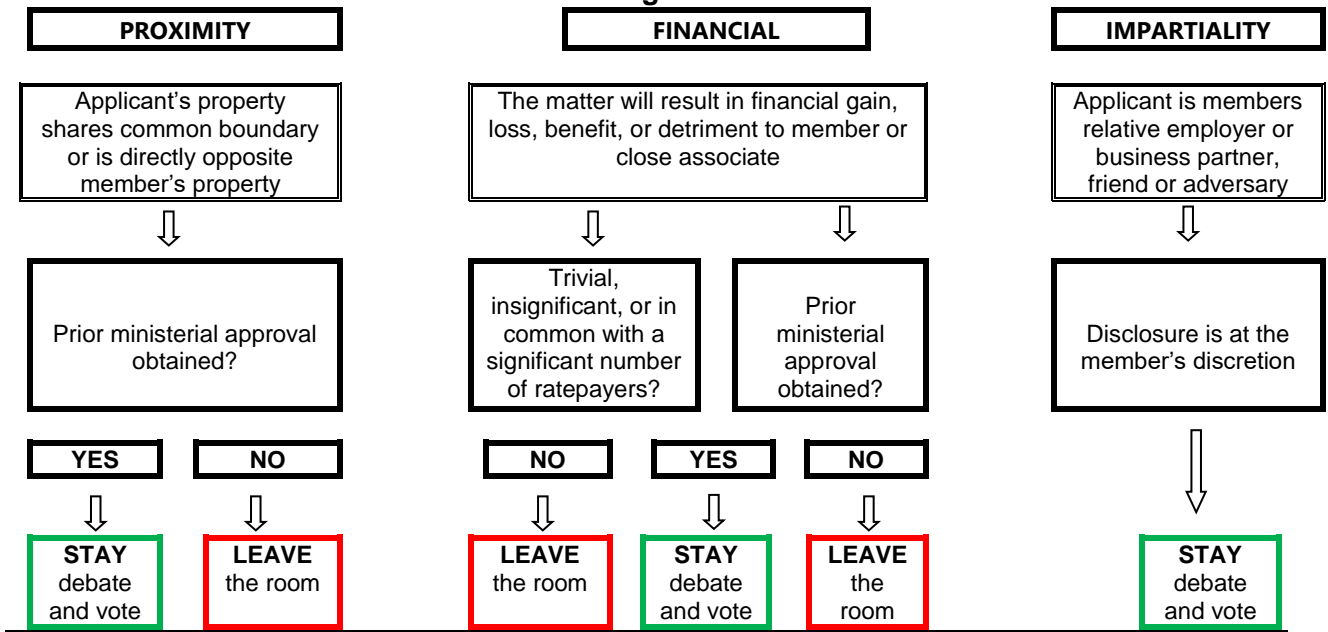 PROXIMITY
FINANCIAL
IMPARTIALITY
Applicant's property
shares common boundary
or is directly opposite
member's property
The matter will result in financial gain,
loss, benefit, or detriment to member or
close associate
Applicant is members
relative employer or
business partner,
friend or adversary
Prior ministerial approval
obtained?
Trivial,
insignificant, or in
common with a
significant number
of ratepayers?
Prior
ministerial
approval
obtained?
Disclosure is at the
member's discretion
YES
NO
NO
YES
NO
STAY
debate
and vote
LEAVE
the room
LEAVE
the room
STAY
debate
and vote
LEAVE
the
room
STAY
debate
and vote